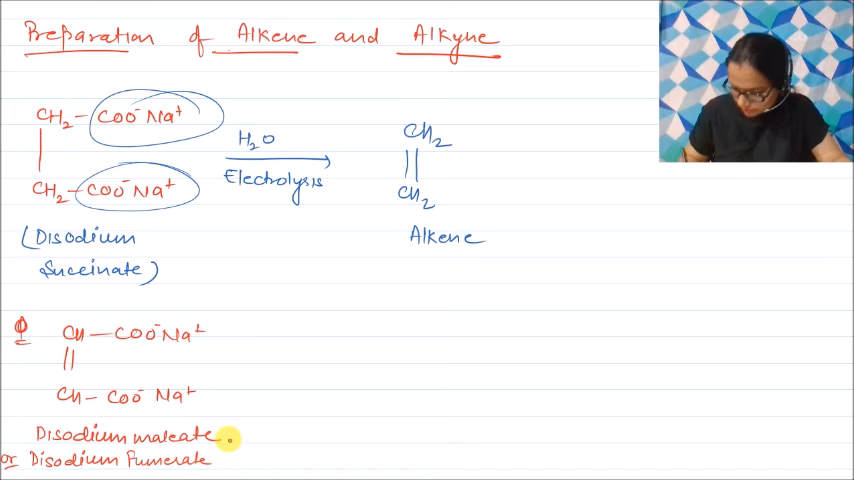 Preparation of Alkene and Alkyne
CH₂ — COO⁻Na⁺
CH₂ — COO⁻Na⁺
H₂O
Electrolysis
CH₂
||
CH₂
(Disodium
Succinate)
Alkene
Q
CH — COO⁻Na⁺
||
CH — COO⁻ Na⁺
Disodium maleate
or Disodium Fumerate